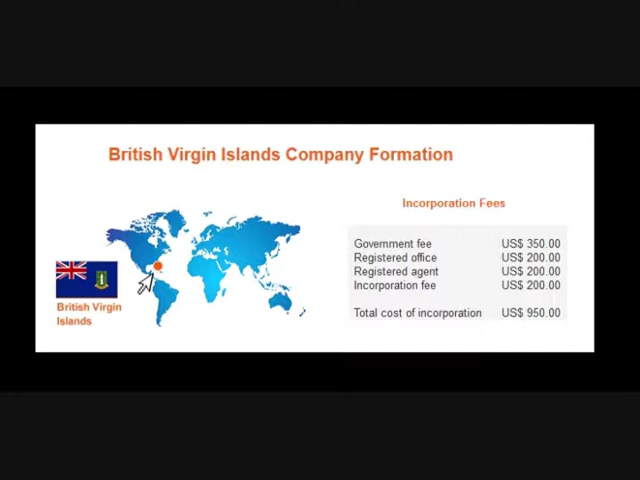 British Virgin Islands Company Formation
Incorporation Fees
Government fee US$ 350.00
Registered office US$ 200.00
Registered agent US$ 200.00
Incorporation fee US$ 200.00
Total cost of incorporation US$ 950.00
British Virgin
Islands